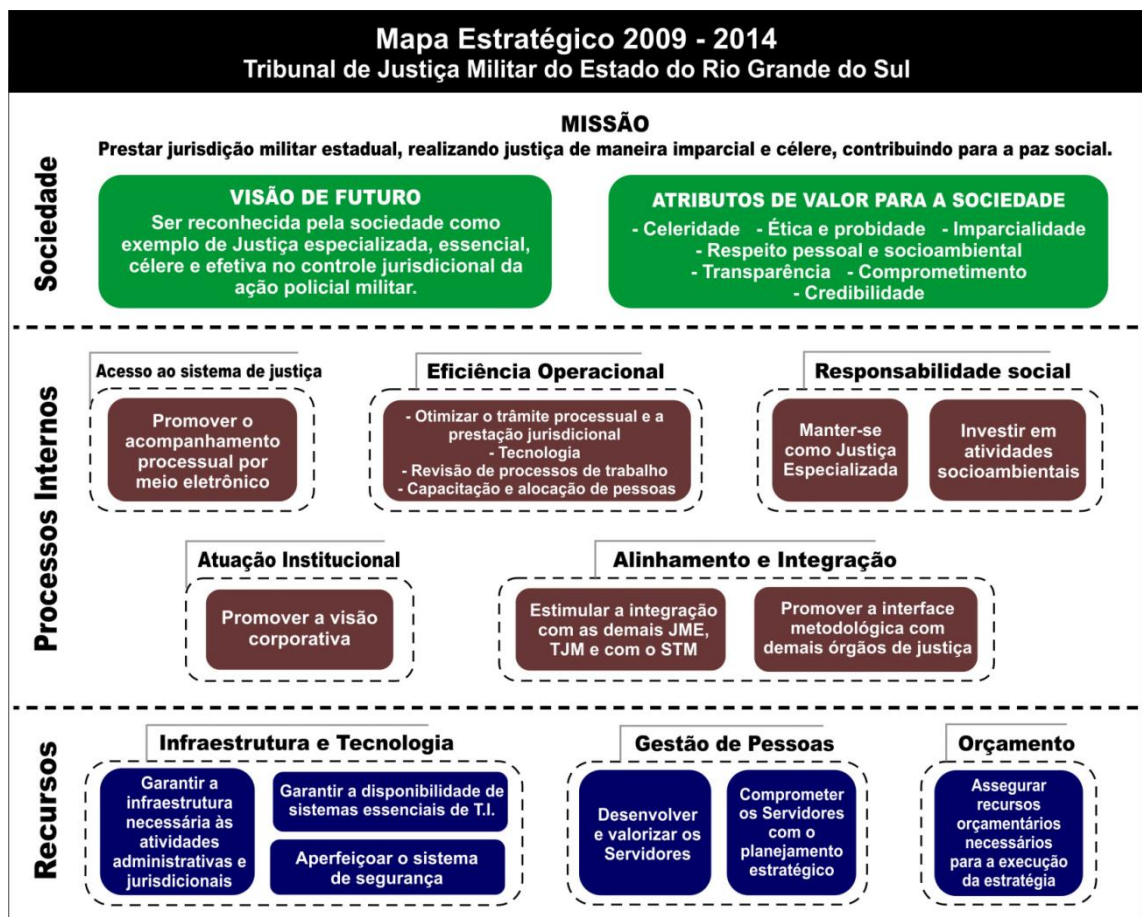 Mapa Estratégico 2009 - 2014
Tribunal de Justiça Militar do Estado do Rio Grande do Sul
Sociedade
MISSÃO
Prestar jurisdição militar estadual, realizando justiça de maneira imparcial e célere, contribuindo para a paz social.
VISÃO DE FUTURO
Ser reconhecida pela sociedade como
exemplo de Justiça especializada, essencial,
célere e efetiva no controle jurisdicional da
ação policial militar.
ATRIBUTOS DE VALOR PARA A SOCIEDADE
- Celeridade - Ética e probidade - Imparcialidade
- Respeito pessoal e socioambiental
- Transparência - Comprometimento
- Credibilidade
Processos Internos
Acesso ao sistema de justiça
Promover o
acompanhamento
processual por
meio eletrônico
Eficiência Operacional
- Otimizar o trâmite processual e a
prestação jurisdicional
- Tecnologia
- Revisão de processos de trabalho
- Capacitação e alocação de pessoas
Responsabilidade social
Manter-se
como Justiça
Especializada
Investir em
atividades
socioambientais
Atuação Institucional
Promover a visão
corporativa
Alinhamento e Integração
Estimular a integração
com as demais JME,
TJM e com o STM
Promover a interface
metodológica com
demais órgãos de justiça
Recursos
Infraestrutura e Tecnologia
Garantir a
infraestrutura
necessária às
atividades
administrativas e
jurisdicionais
Garantir a disponibilidade de
sistemas essenciais de T.I.
Aperfeiçoar o sistema
de segurança
Gestão de Pessoas
Desenvolver
e valorizar os
Servidores
Comprometer
os Servidores
com o
planejamento
estratégico
Orçamento
Assegurar
recursos
orçamentários
necessários
para a execução
da estratégia